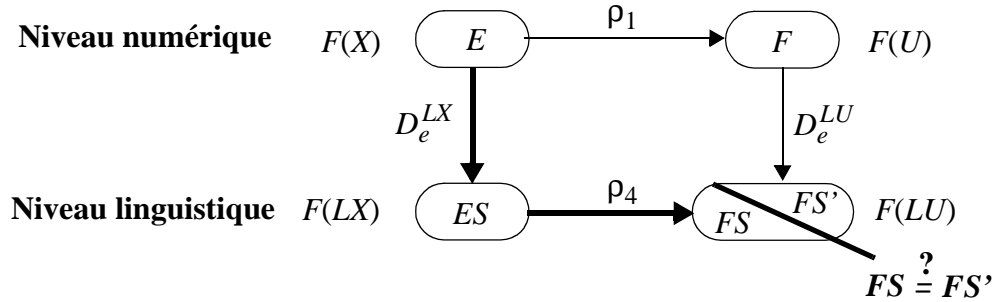 ρ1
Niveau numérique F(X) E F F(U)
D_e^{LX} D_e^{LU}
ρ4
Niveau linguistique F(LX) ES FS FS’ F(LU)
?
FS = FS’